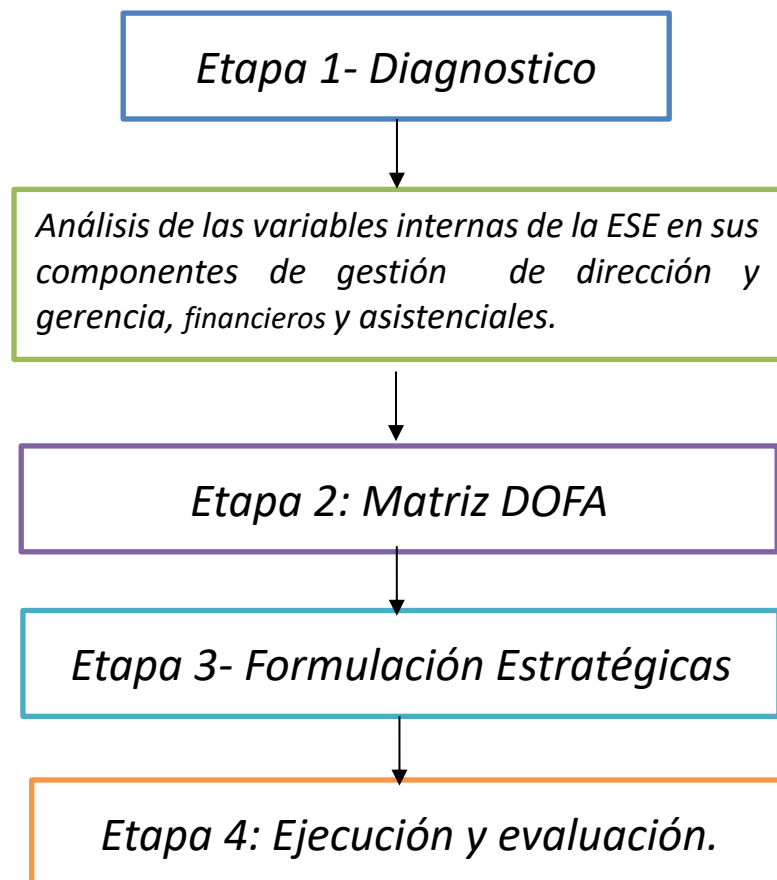 Etapa 1- Diagnostico
Análisis de las variables internas de la ESE en sus
componentes de gestión de dirección y
gerencia, financieros y asistenciales.
Etapa 2: Matriz DOFA
Etapa 3- Formulación Estratégicas
Etapa 4: Ejecución y evaluación.